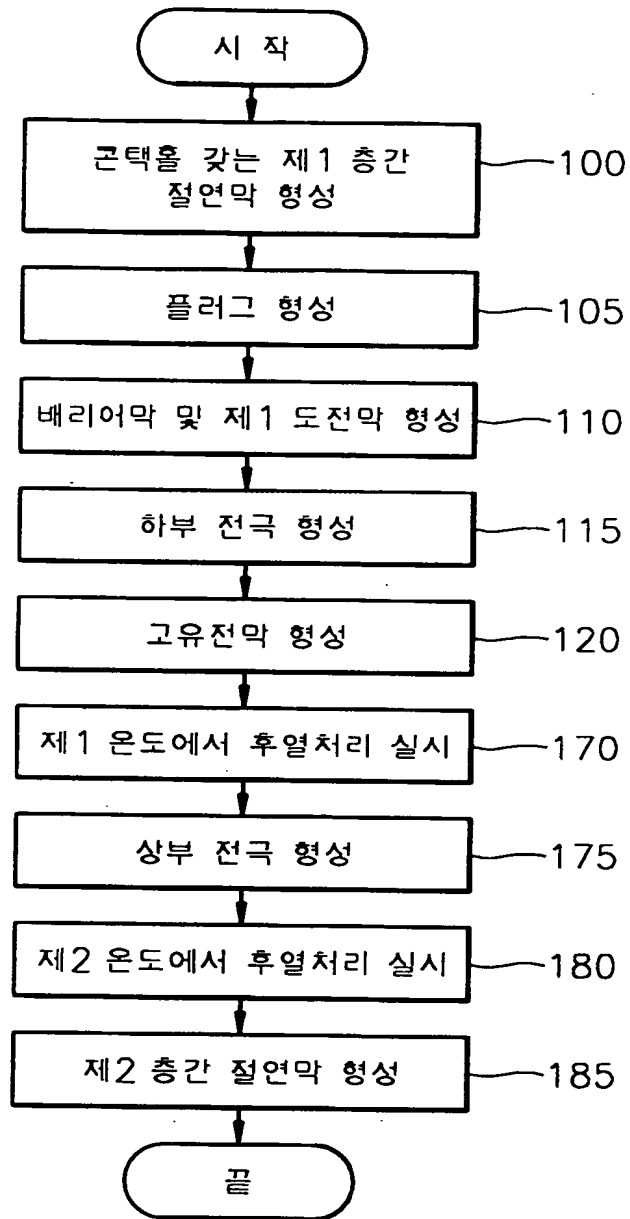 시 작
콘택홀 갖는 제1 층간
절연막 형성
100
플러그 형성
105
배리어막 및 제1 도전막 형성
110
하부 전극 형성
115
고유전막 형성
120
제1 온도에서 후열처리 실시
170
상부 전극 형성
175
제2 온도에서 후열처리 실시
180
제2 층간 절연막 형성
185
끝